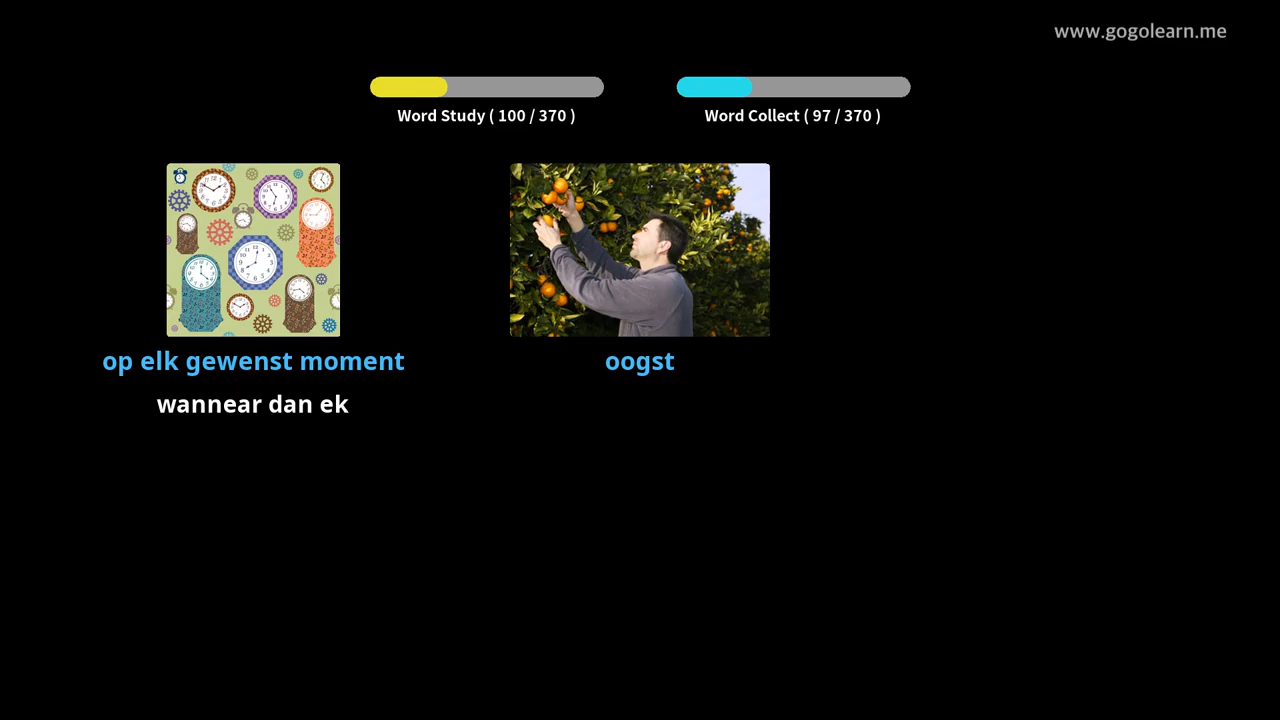 www.gogolearn.me
Word Study ( 100 / 370 )
Word Collect ( 97 / 370 )
op elk gewenst moment
oogst
wannear dan ek